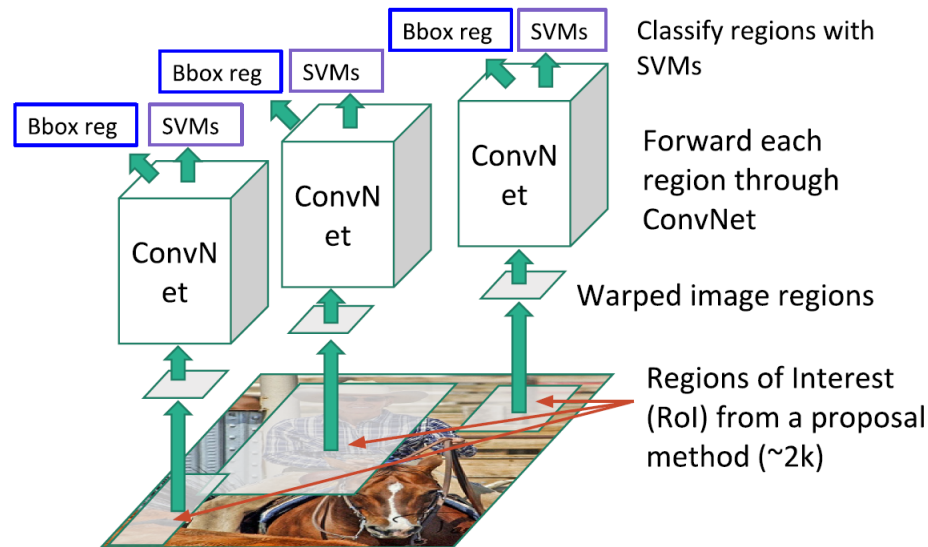 Bbox reg
SVMs
Classify regions with
SVMs
Bbox reg
SVMs
Bbox reg
SVMs
ConvN
et
ConvN
et
ConvN
et
Forward each
region through
ConvNet
Warped image regions
Regions of Interest
(RoI) from a proposal
method (~2k)